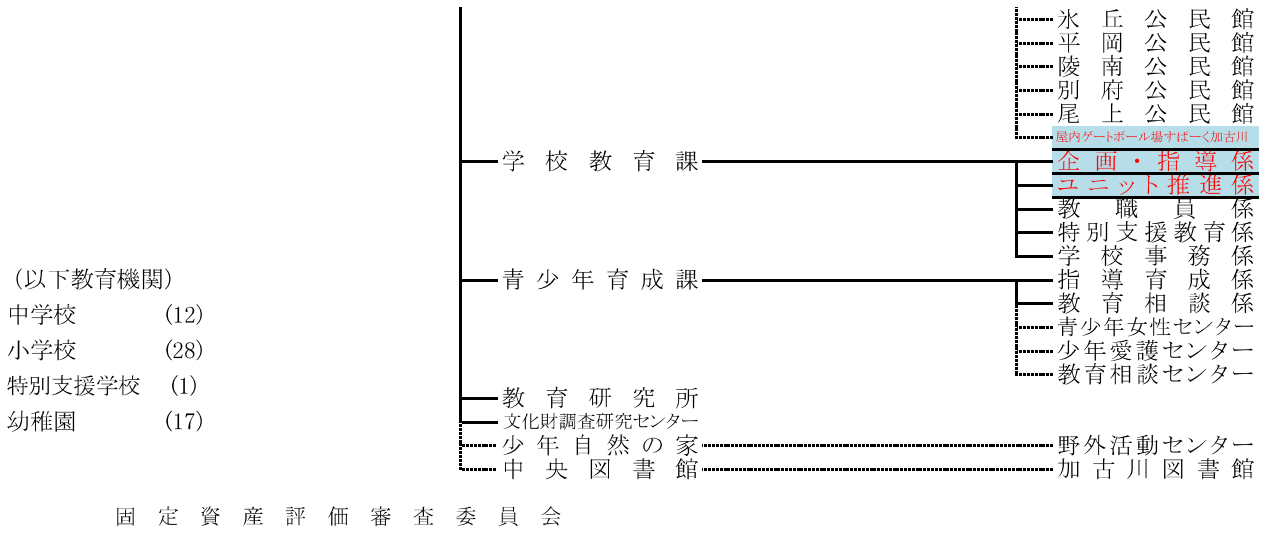 氷丘公民館
平岡公民館
陵南公民館
別府公民館
尾上公民館
屋内ゲートボール場すぱーく加古川
学校教育課 企画・指導係
ユニット推進係
教職員係
特別支援教育係
学校事務係
(以下教育機関) 青少年育成課 指導育成係
教育相談係
中学校 (12)
青少年女性センター
小学校 (28) 少年愛護センター
教育相談センター
特別支援学校 (1)
教育研究所
幼稚園 (17) 文化財調査研究センター
少年自然の家 野外活動センター
中央図書館 加古川図書館
固定資産評価審査委員会